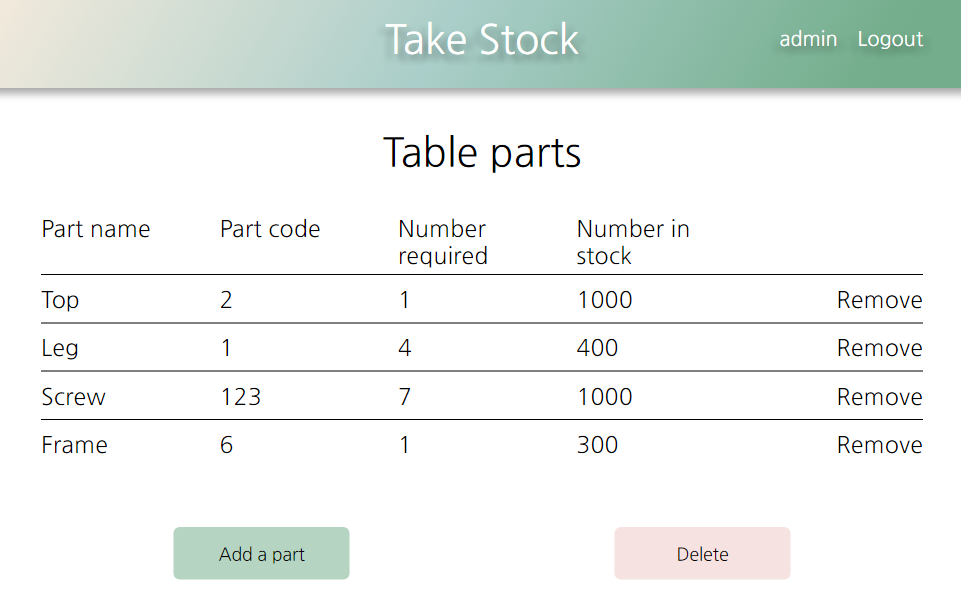 Take Stock
admin Logout
Table parts
Part name Part code Number required Number in stock
Top 2 1 1000 Remove
Leg 1 4 400 Remove
Screw 123 7 1000 Remove
Frame 6 1 300 Remove
Add a part Delete